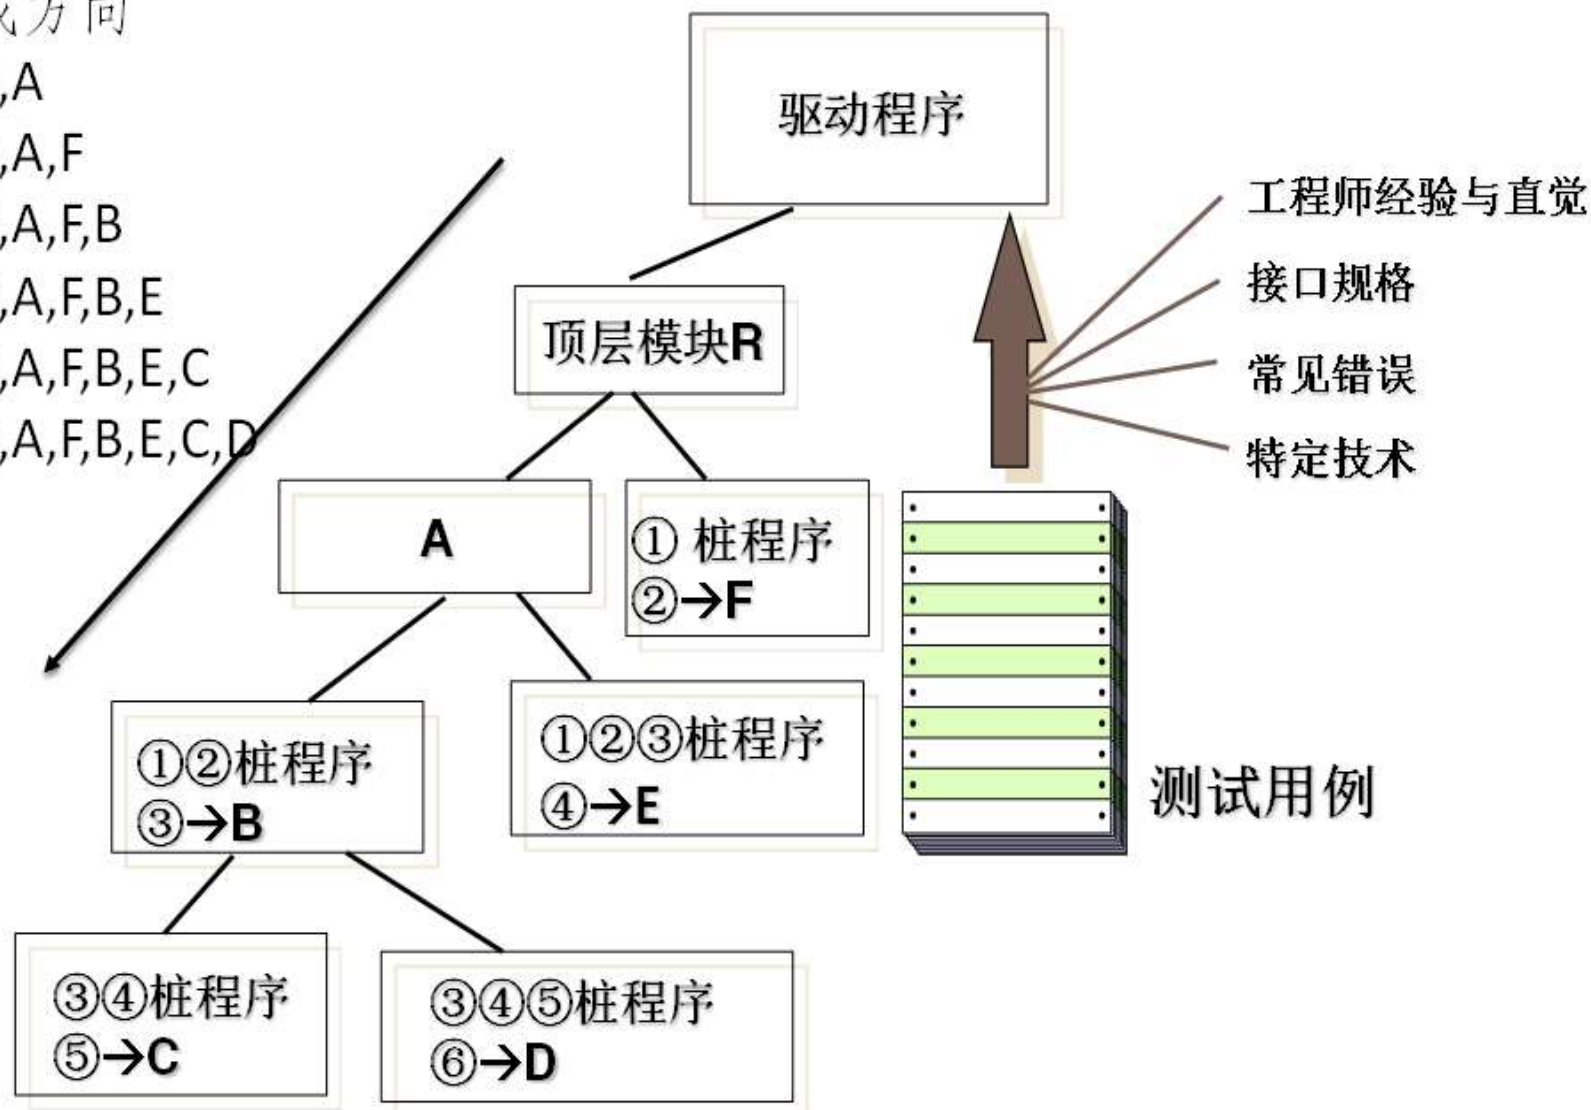 方向
,A
,A,F
,A,F,B
,A,F,B,E
,A,F,B,E,C
,A,F,B,E,C,D
驱动程序
工程师经验与直觉
接口规格
常见错误
特定技术
顶层模块R
A
① 桩程序
②→F
①②桩程序
③→B
①②③桩程序
④→E
测试用例
③④桩程序
⑤→C
③④⑤桩程序
⑥→D